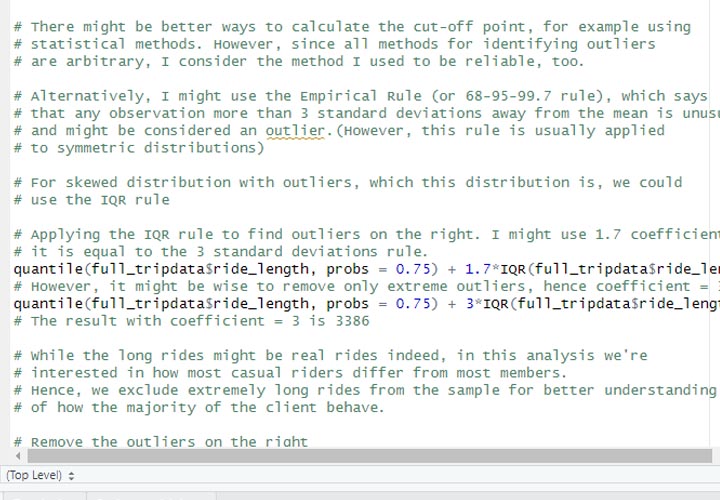 # There might be better ways to calculate the cut-off point, for example using
# statistical methods. However, since all methods for identifying outliers
# are arbitrary, I consider the method I used to be reliable, too.
# Alternatively, I might use the Empirical Rule (or 68-95-99.7 rule), which says
# that any observation more than 3 standard deviations away from the mean is unusu
# and might be considered an outlier.(However, this rule is usually applied
# to symmetric distributions)
# For skewed distribution with outliers, which this distribution is, we could
# use the IQR rule
# Applying the IQR rule to find outliers on the right. I might use 1.7 coefficient
# it is equal to the 3 standard deviations rule.
quantile(full_tripdata$ride_length, probs = 0.75) + 1.7*IQR(full_tripdata$ride_le
# However, it might be wise to remove only extreme outliers, hence coefficient =
quantile(full_tripdata$ride_length, probs = 0.75) + 3*IQR(full_tripdata$ride_leng
# The result with coefficient = 3 is 3386
# While the long rides might be real rides indeed, in this analysis we're
# interested in how most casual riders differ from most members.
# Hence, we exclude extremely long rides from the sample for better understanding
# of how the majority of the client behave.
# Remove the outliers on the right
(Top Level)